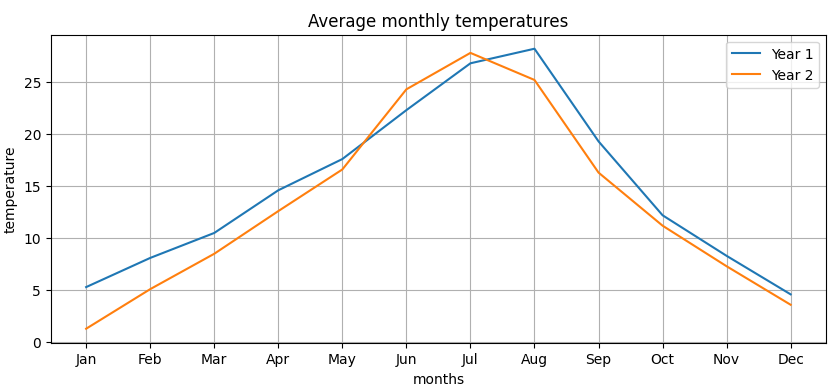 Average monthly temperatures
Year 1
Year 2
temperature
25
20
15
10
5
0
Jan Feb Mar Apr May Jun Jul Aug Sep Oct Nov Dec
months